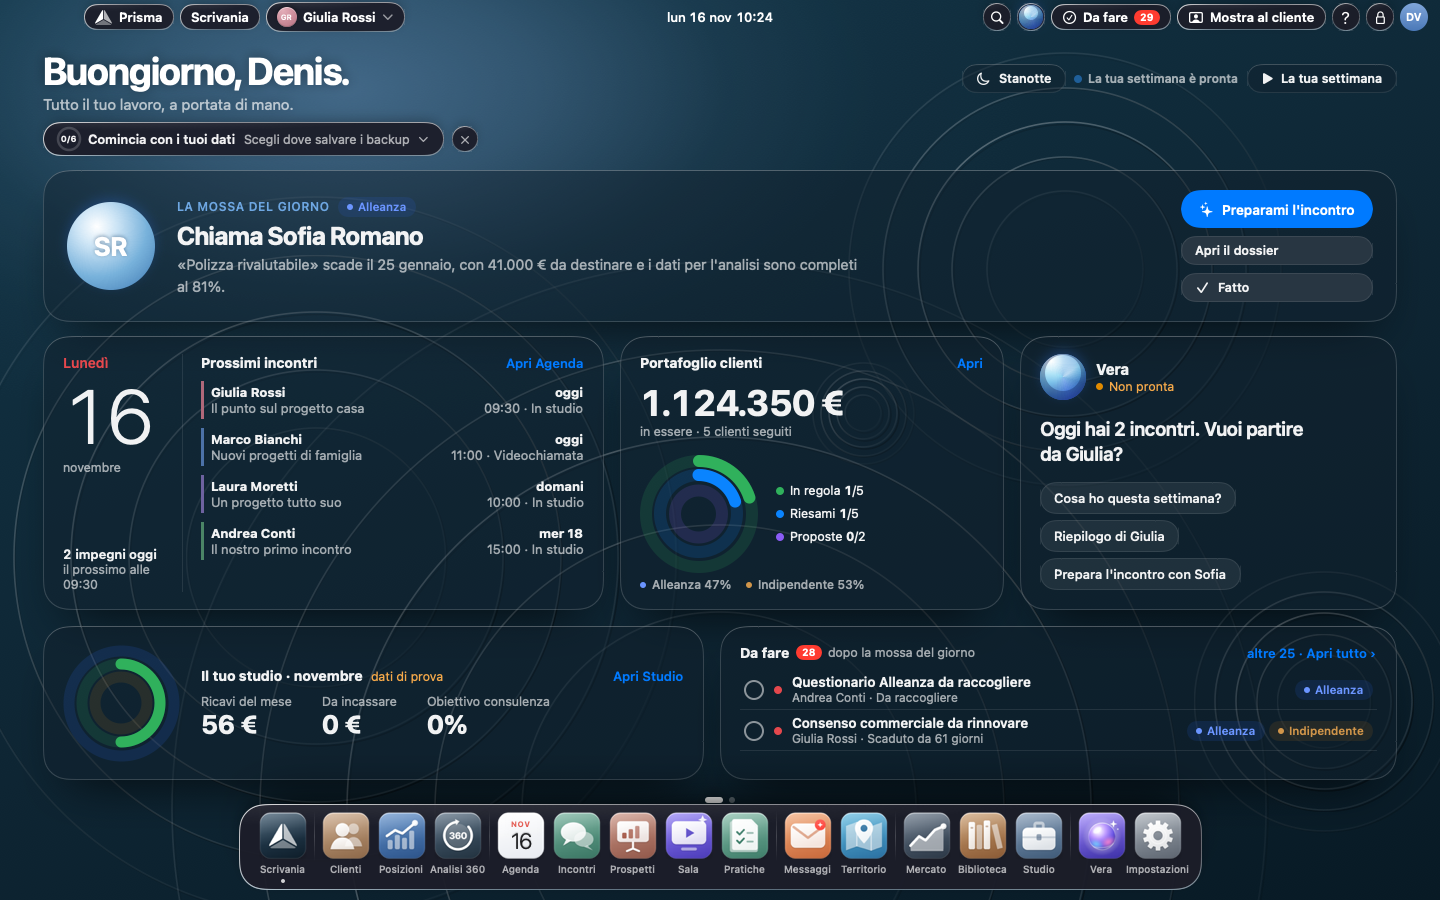 Prisma Scrivania GR Giulia Rossi lun 16 nov 10:24 Da fare 29 Mostra al cliente ? DV
Buongiorno, Denis.
Tutto il tuo lavoro, a portata di mano.
Stanotte La tua settimana è pronta La tua settimana
0/6 Comincia con i tuoi dati Scegli dove salvare i backup
SR
LA MOSSA DEL GIORNO Alleanza
Chiama Sofia Romano
«Polizza rivalutabile» scade il 25 gennaio, con 41.000 € da destinare e i dati per l'analisi sono completi
al 81%.
Preparami l'incontro
Apri il dossier
Fatto
Lunedì
16
novembre
2 impegni oggi
il prossimo alle
09:30
Prossimi incontri Apri Agenda
Giulia Rossi oggi
Il punto sul progetto casa 09:30 · In studio
Marco Bianchi oggi
Nuovi progetti di famiglia 11:00 · Videochiamata
Laura Moretti domani
Un progetto tutto suo 10:00 · In studio
Andrea Conti mer 18
Il nostro primo incontro 15:00 · In studio
Portafoglio clienti Apri
1.124.350 €
in essere · 5 clienti seguiti
In regola 1/5
Riesami 1/5
Proposte 0/2
Alleanza 47% Indipendente 53%
Vera
Non pronta
Oggi hai 2 incontri. Vuoi partire
da Giulia?
Cosa ho questa settimana?
Riepilogo di Giulia
Prepara l'incontro con Sofia
Il tuo studio · novembre dati di prova Apri Studio
Ricavi del mese Da incassare Obiettivo consulenza
56 € 0 € 0%
Da fare 28 dopo la mossa del giorno altre 25 · Apri tutto ›
Questionario Alleanza da raccogliere
Andrea Conti · Da raccogliere
Alleanza
Consenso commerciale da rinnovare
Giulia Rossi · Scaduto da 61 giorni
Alleanza Indipendente
360
NOV
16
Scrivania Clienti Posizioni Analisi 360 Agenda Incontri Prospetti Sala Pratiche Messaggi Territorio Mercato Biblioteca Studio Vera Impostazioni